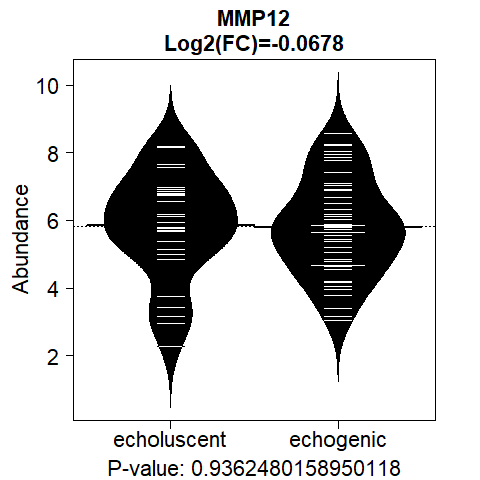 MMP12
Log2(FC)=-0.0678
Abundance
10
8
6
4
2
echoluscent echogenic
P-value: 0.9362480158950118